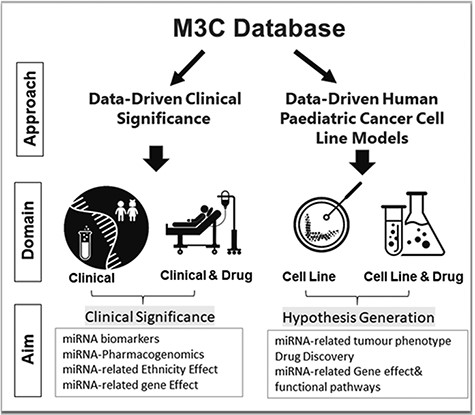 M3C Database
Approach
Data-Driven Clinical
Significance
Data-Driven Human
Paediatric Cancer Cell
Line Models
Domain
Clinical
Clinical & Drug
Cell Line
Cell Line & Drug
Aim
Clinical Significance
miRNA biomarkers
miRNA-Pharmacogenomics
miRNA-related Ethnicity Effect
miRNA-related gene Effect
Hypothesis Generation
miRNA-related tumour phenotype
Drug Discovery
miRNA-related Gene effect&
functional pathways